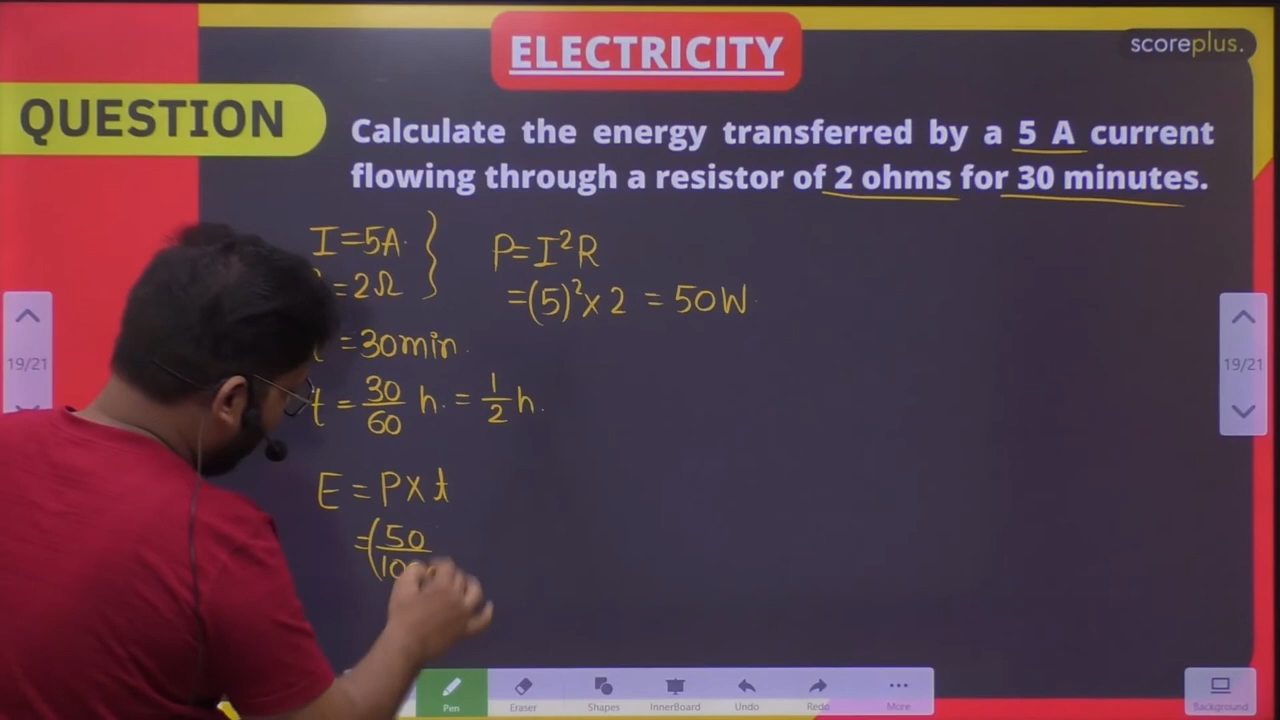 ELECTRICITY
scoreplus.
QUESTION
Calculate the energy transferred by a 5 A current
flowing through a resistor of 2 ohms for 30 minutes.
I=5A.
=2Ω
P=I²R
=(5)²×2 = 50W
=30min.
t = 30/60 h. = 1/2 h.
E = P×t
=(50
19/21
19/21
Pen
Eraser
Shapes
InnerBoard
Undo
Redo
More
Background